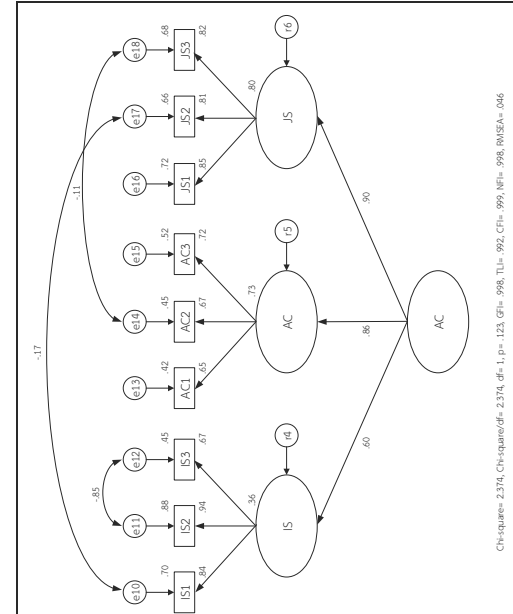 -.17
-.11
-.85
e10 e11 e12 e13 e14 e15 e16 e17 e18
.70 .88 .45 .42 .45 .52 .72 .66 .68
IS1 IS2 IS3 AC1 AC2 AC3 JS1 JS2 JS3
.84 .94 .67 .65 .67 .72 .85 .81 .82
.36 .73 .80
r4 r5 r6
IS AC JS
.60 .86 .90
AC
Chi-square= 2.374, Chi-square/df= 2.374, df= 1, p= .123, GFI= .998, TLI= .992, CFI= .999, NFI= .998, RMSEA= .046